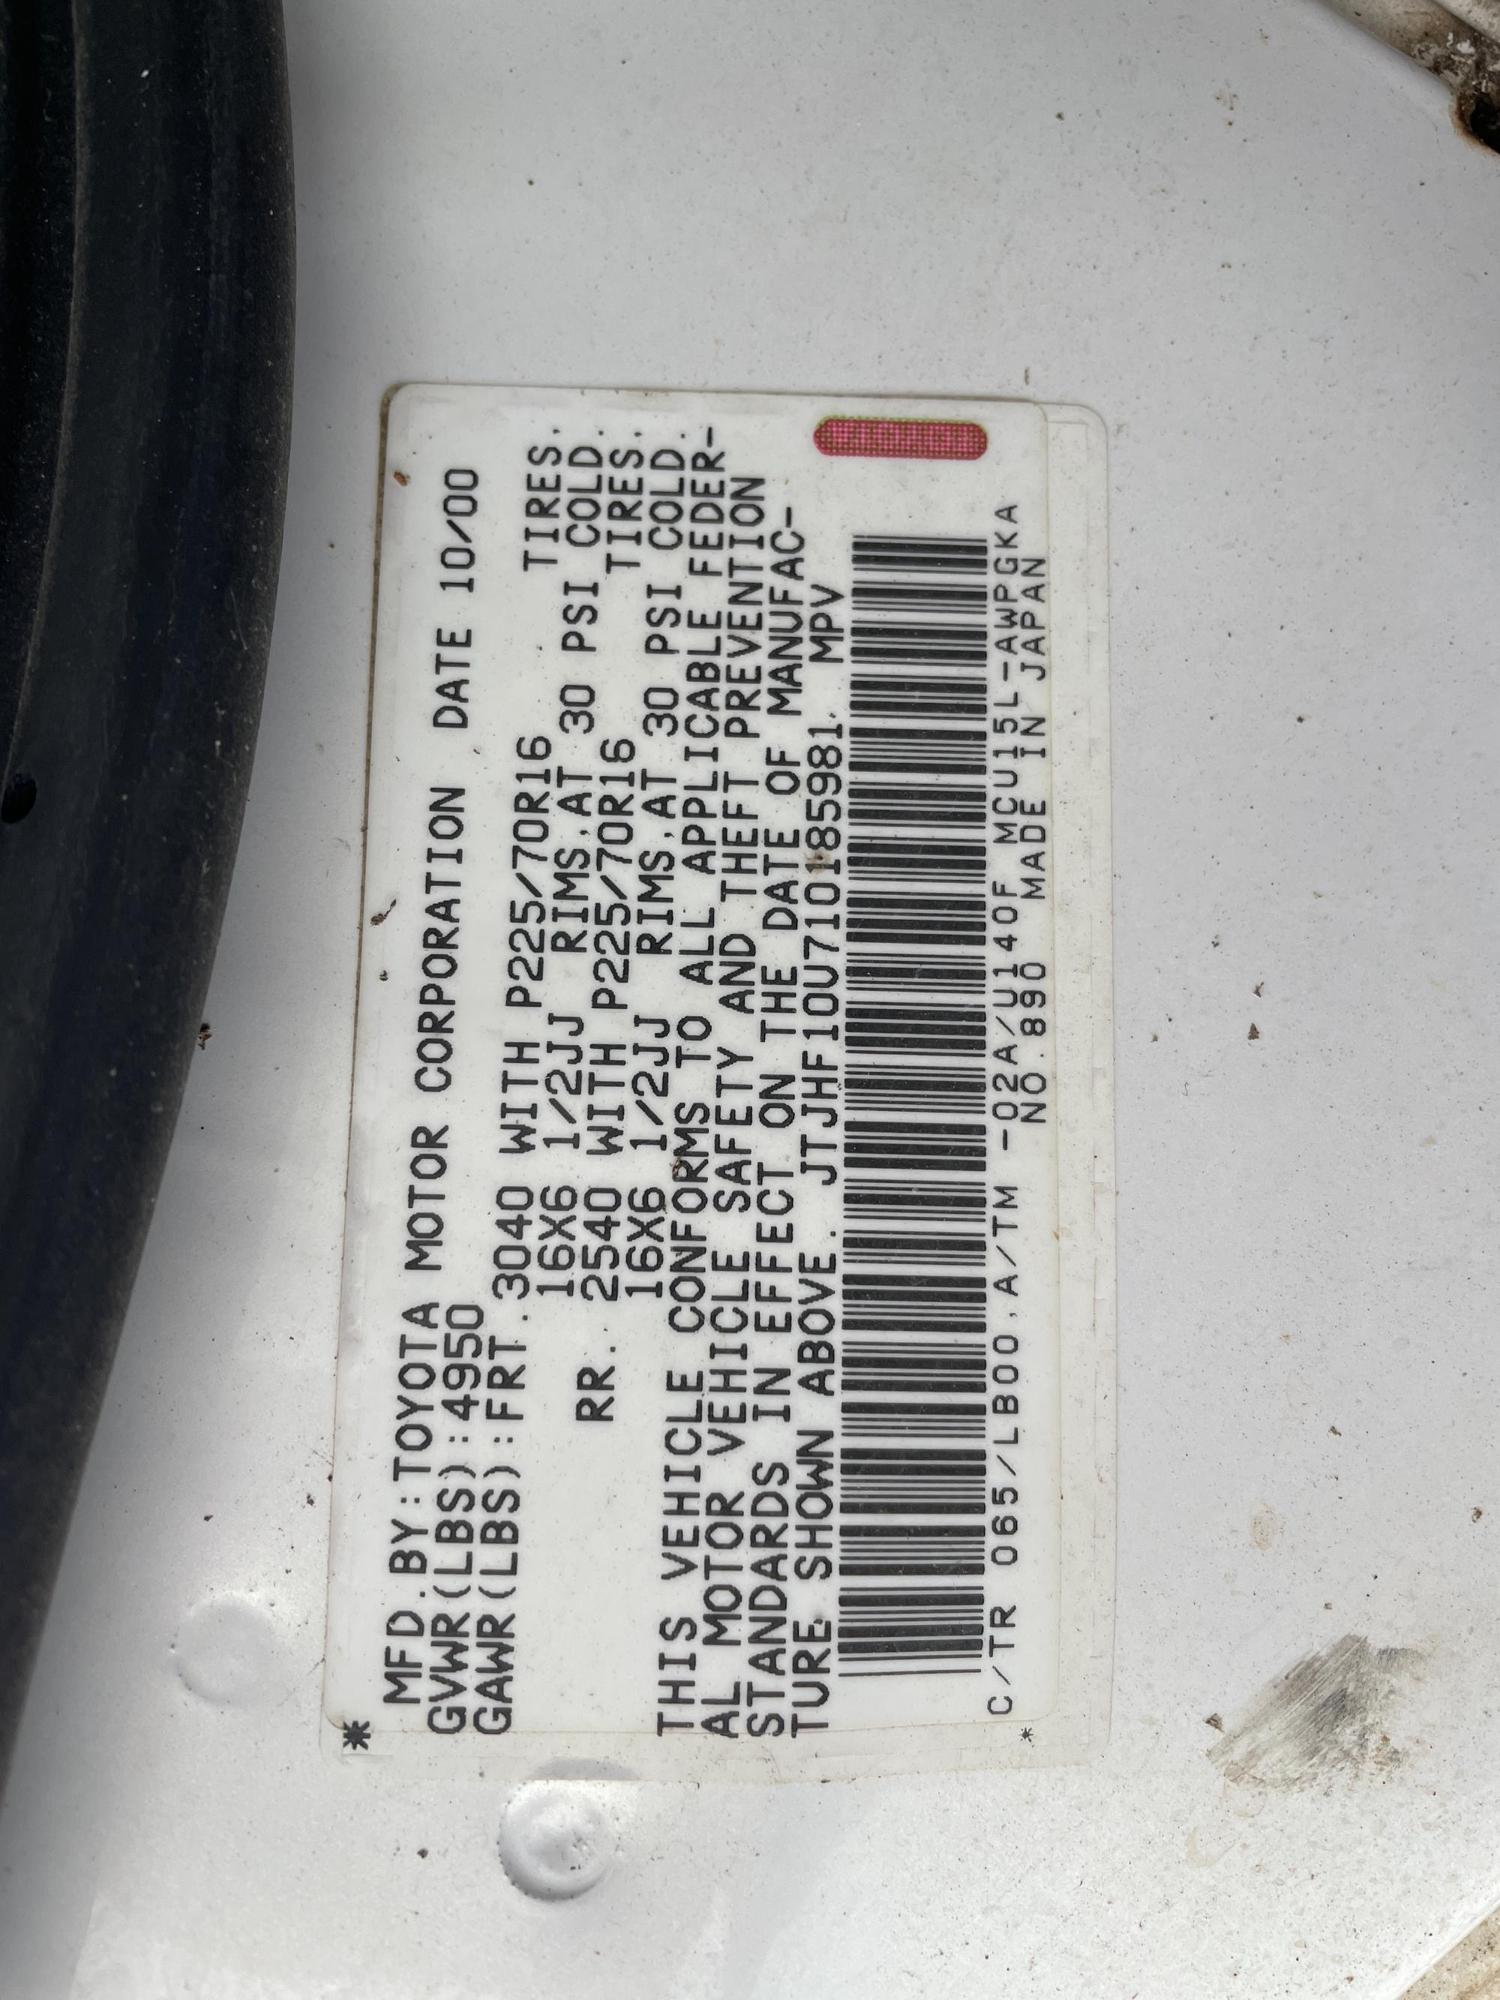 * MFD.BY:TOYOTA MOTOR CORPORATION DATE 10/00
GVWR(LBS):4950
GAWR(LBS):FRT. 3040 WITH P225/70R16 TIRES.
16X6 1/2JJ RIMS.AT 30 PSI COLD.
RR. 2540 WITH P225/70R16 TIRES.
16X6 1/2JJ RIMS.AT 30 PSI COLD.
THIS VEHICLE CONFORMS TO ALL APPLICABLE FEDER-
AL MOTOR VEHICLE SAFETY AND THEFT PREVENTION
STANDARDS IN EFFECT ON THE DATE OF MANUFAC-
TURE SHOWN ABOVE. JTJHF10U710185981. MPV
C/TR 065/LB00.A/TM -02A/U140F MCU15L-AWPGKA
* NO.890 MADE IN JAPAN